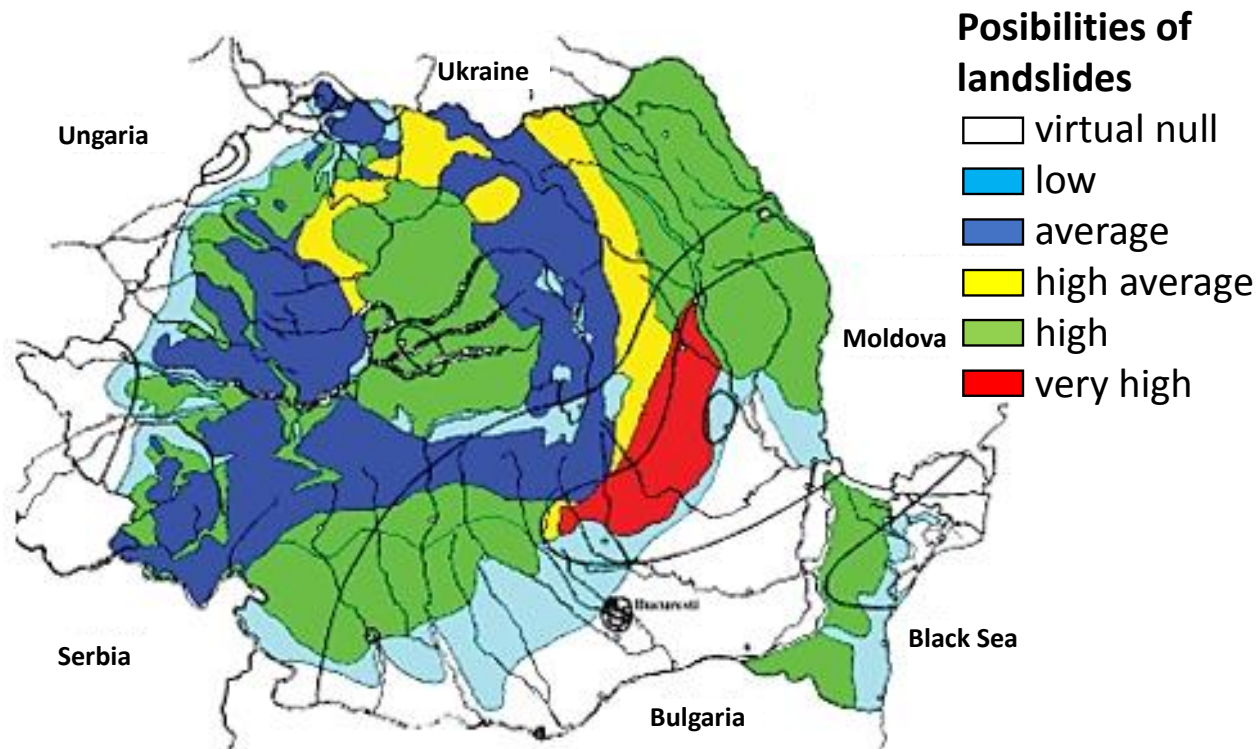 Posibilities of
landslides
virtual null
low
average
high average
high
very high
Ukraine
Ungaria
Moldova
Bucuresti
Black Sea
Serbia
Bulgaria